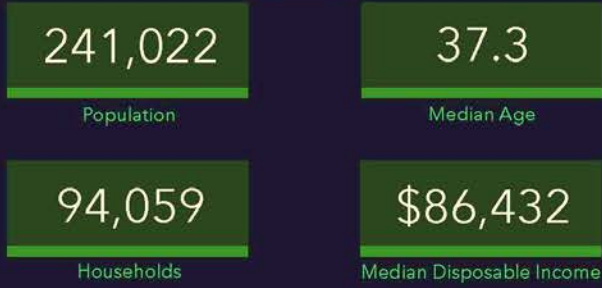 241,022
Population
37.3
Median Age
94,059
Households
$86,432
Median Disposable Income